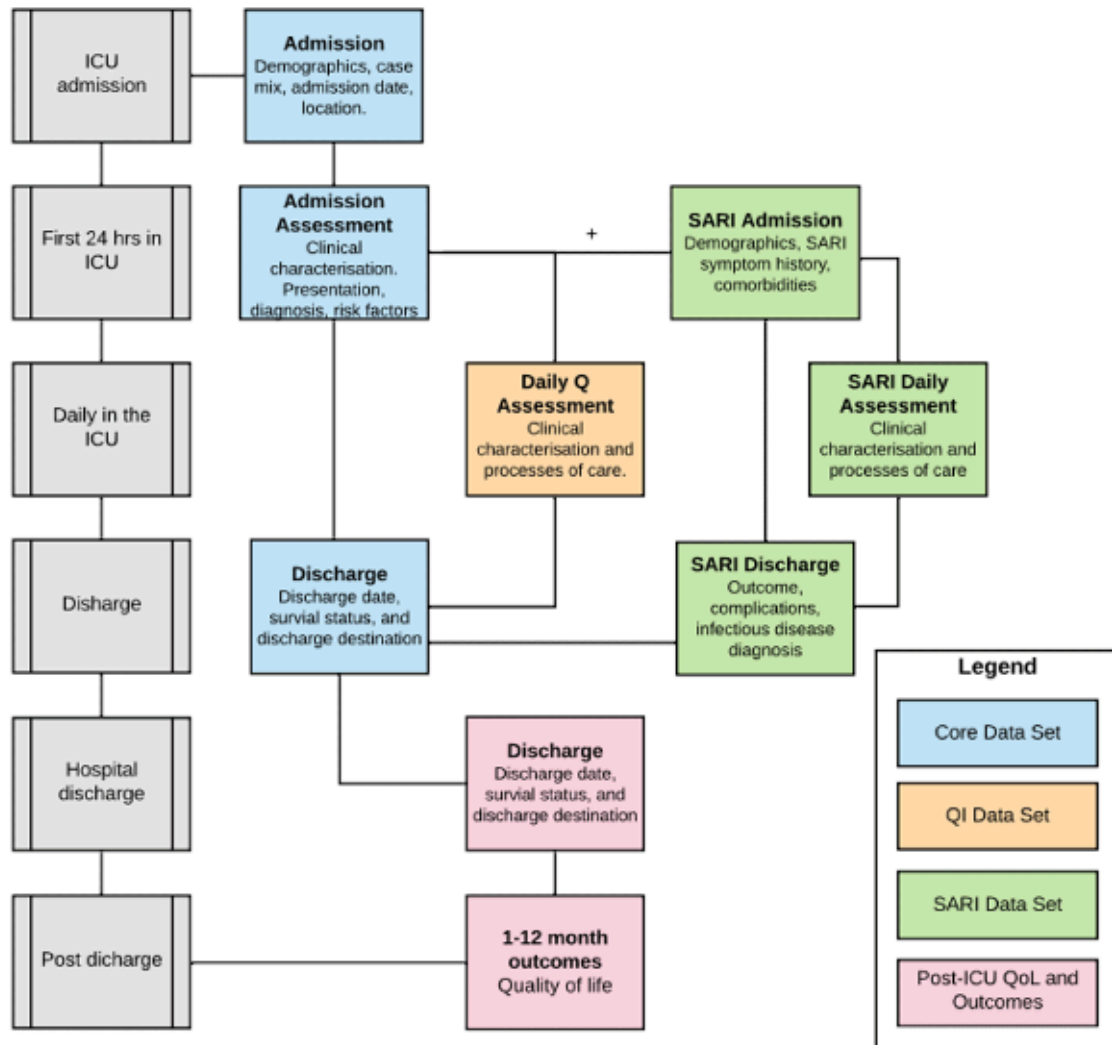 ICU
admission
Admission
Demographics, case
mix, admission date,
location.
First 24 hrs in
ICU
Admission
Assessment
Clinical
characterisation.
Presentation,
diagnosis, risk factors
+
SARI Admission
Demographics, SARI
symptom history,
comorbidities
Daily in the
ICU
Daily Q
Assessment
Clinical
characterisation and
processes of care.
SARI Daily
Assessment
Clinical
characterisation and
processes of care
Disharge
Discharge
Discharge date,
survial status, and
discharge destination
SARI Discharge
Outcome,
complications,
infectious disease
diagnosis
Hospital
discharge
Discharge
Discharge date,
survial status, and
discharge destination
Post dicharge
1-12 month
outcomes
Quality of life
Legend
Core Data Set
QI Data Set
SARI Data Set
Post-ICU QoL and
Outcomes